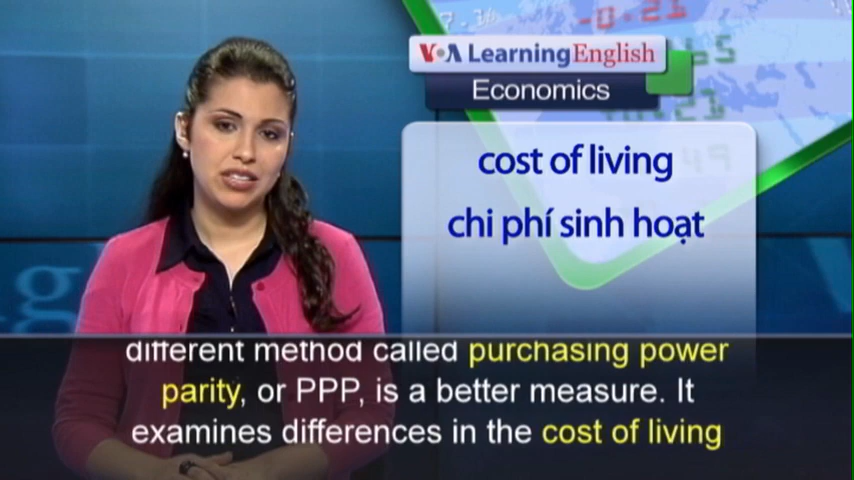 VOA Learning English
Economics
cost of living
chi phí sinh hoạt
different method called purchasing power
parity, or PPP, is a better measure. It
examines differences in the cost of living